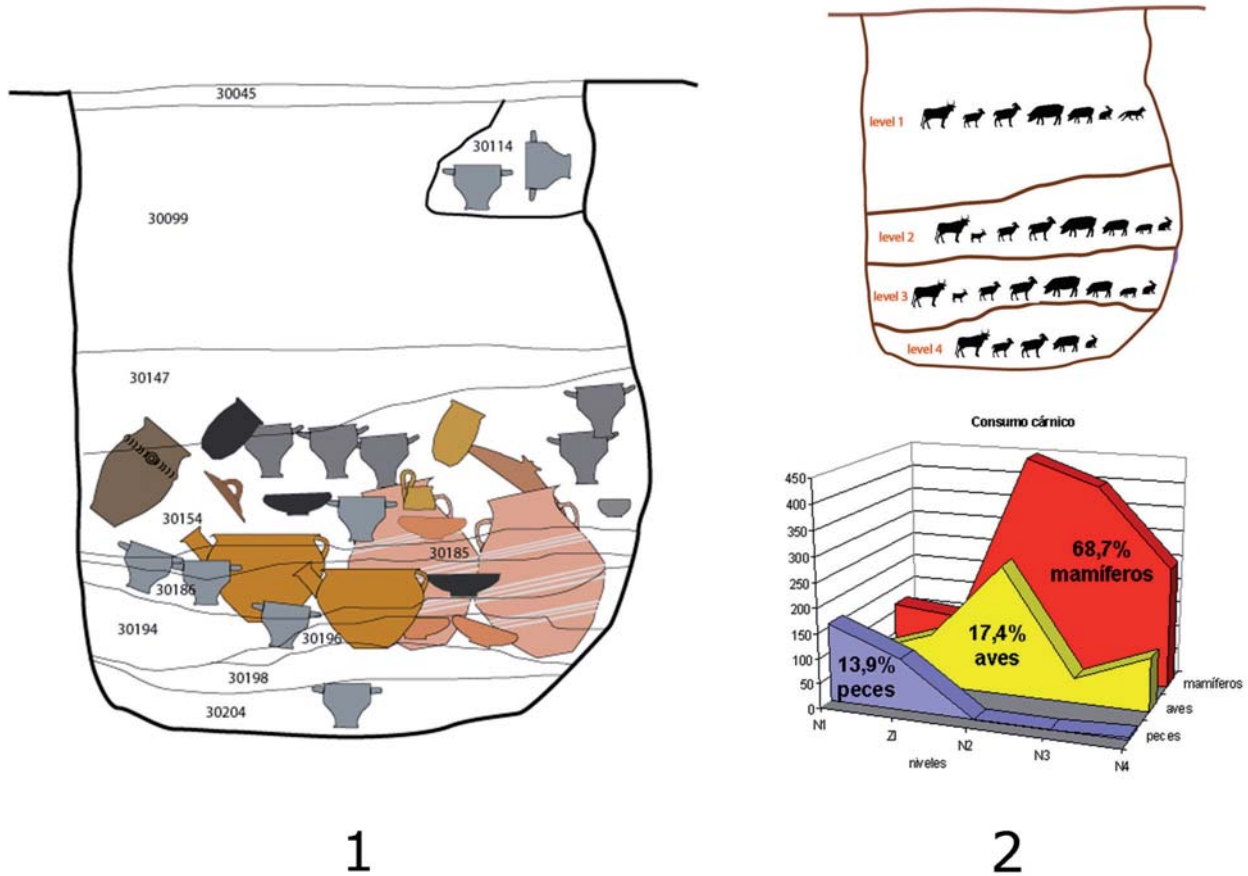 30045
30114
30099
30147
30154
30185
30186
30194
30196
30198
30204
1
level 1
level 2
level 3
level 4
Consumo cárnico
450
400
350
300
250
200
150
100
50
0
68,7%
mamíferos
17,4%
aves
13,9%
peces
mamíferos
aves
peces
N1
ZI
N2
N3
N4
niveles
2